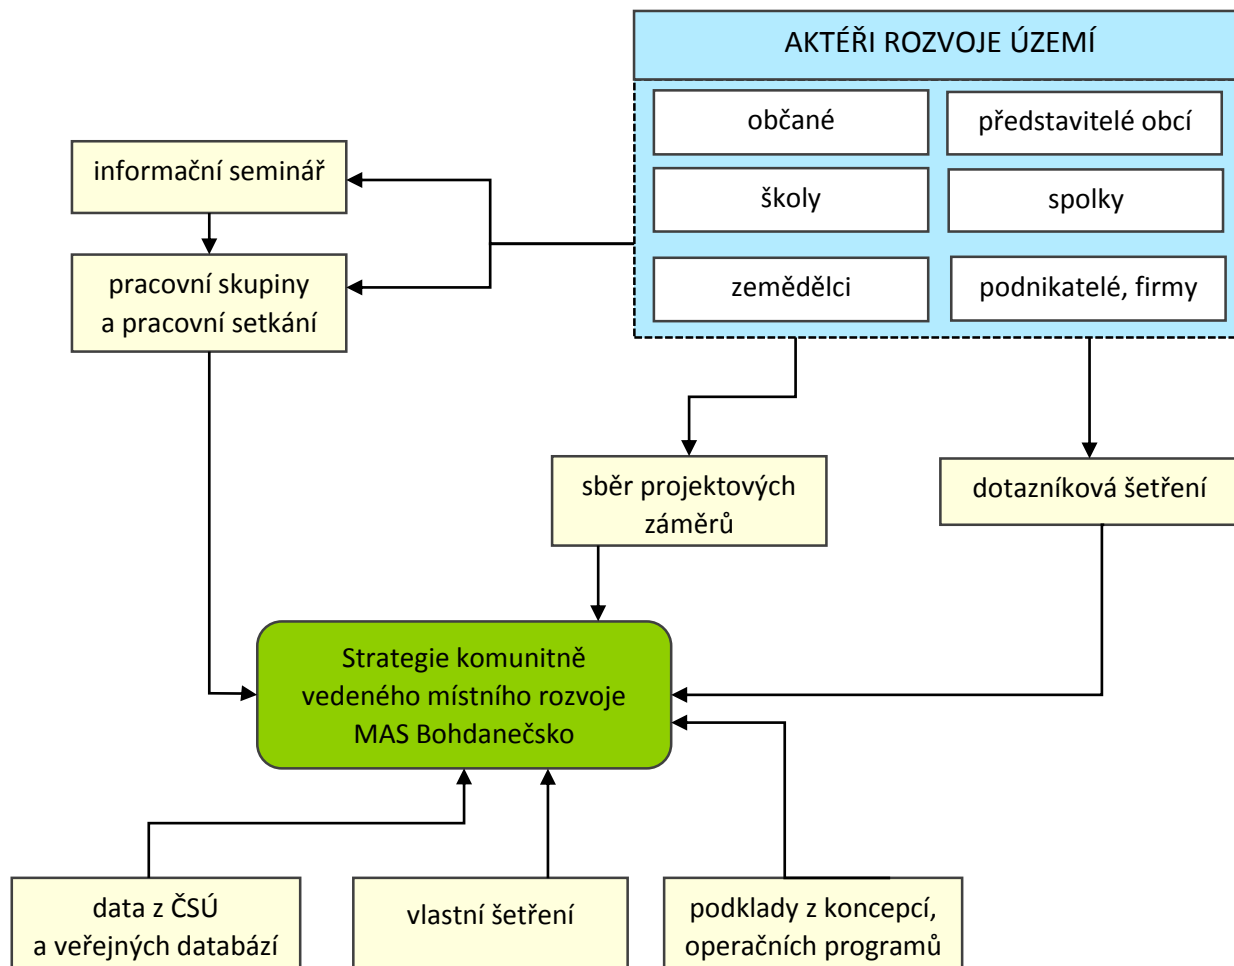 AKTÉŘI ROZVOJE ÚZEMÍ
občané
představitelé obcí
školy
spolky
zemědělci
podnikatelé, firmy
informační seminář
pracovní skupiny
a pracovní setkání
sběr projektových
záměrů
dotazníková šetření
Strategie komunitně
vedeného místního rozvoje
MAS Bohdanečsko
data z ČSÚ
a veřejných databází
vlastní šetření
podklady z koncepcí,
operačních programů